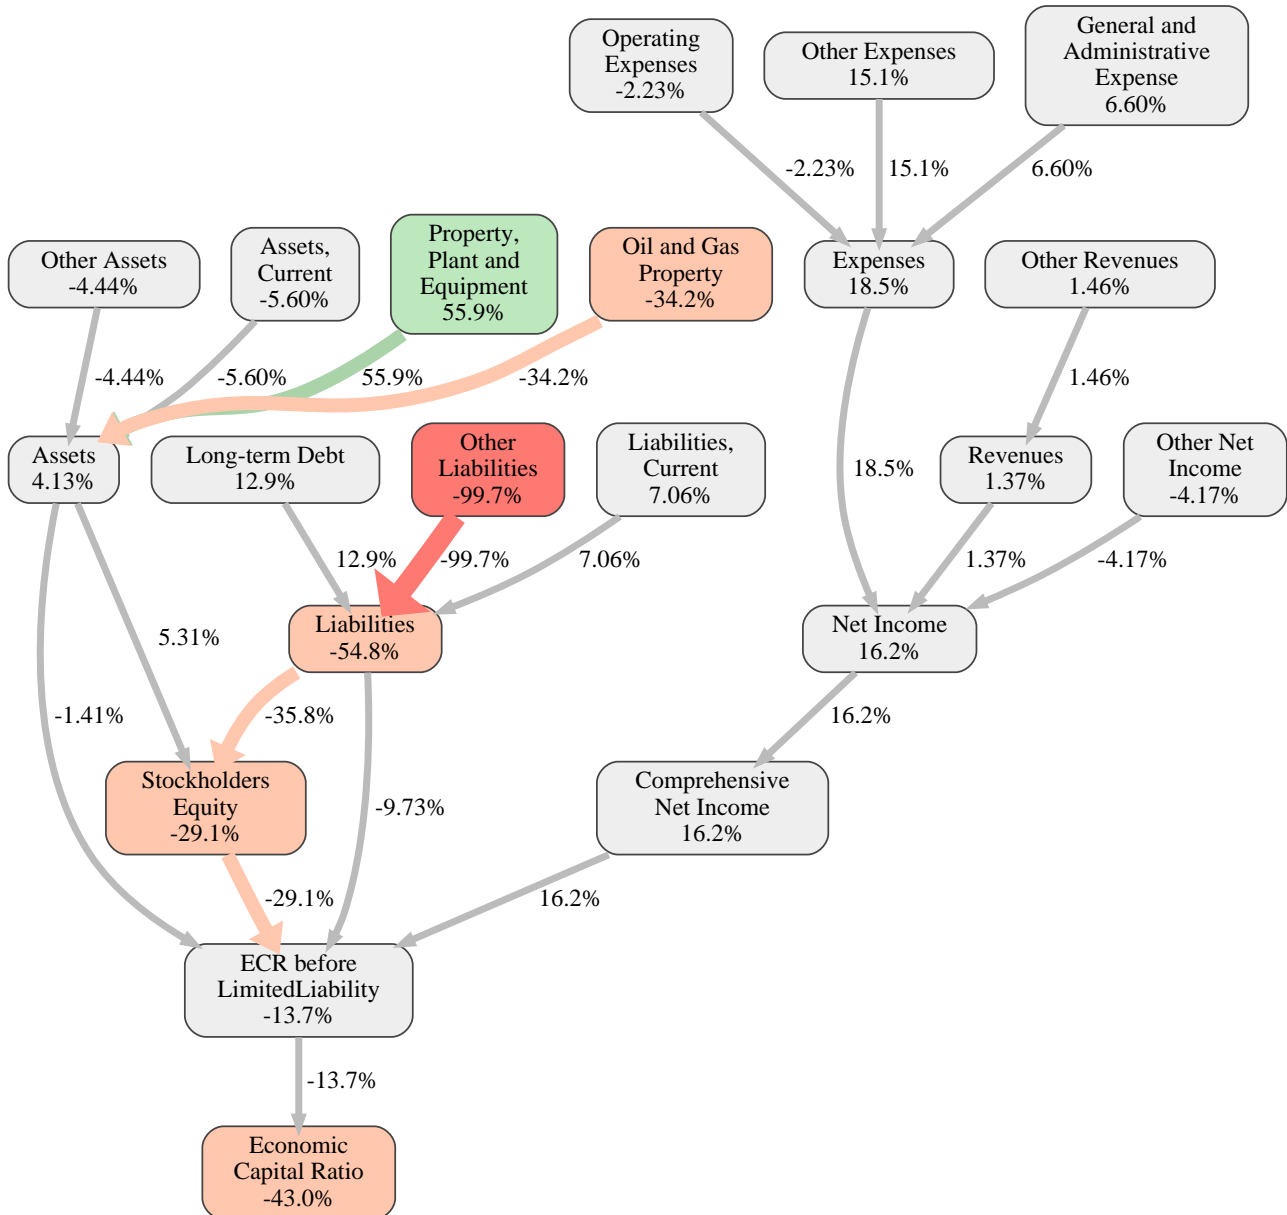 Operating
Expenses
-2.23%
Other Expenses
15.1%
General and
Administrative
Expense
6.60%
-2.23%
15.1%
6.60%
Other Assets
-4.44%
Assets,
Current
-5.60%
Property,
Plant and
Equipment
55.9%
Oil and Gas
Property
-34.2%
Expenses
18.5%
Other Revenues
1.46%
-4.44%
-5.60%
55.9%
-34.2%
1.46%
Assets
4.13%
Long-term Debt
12.9%
Other
Liabilities
-99.7%
Liabilities,
Current
7.06%
18.5%
Revenues
1.37%
Other Net
Income
-4.17%
12.9%
-99.7%
7.06%
1.37%
-4.17%
5.31%
Liabilities
-54.8%
Net Income
16.2%
-1.41%
-35.8%
16.2%
Stockholders
Equity
-29.1%
-9.73%
Comprehensive
Net Income
16.2%
-29.1%
16.2%
ECR before
LimitedLiability
-13.7%
-13.7%
Economic
Capital Ratio
-43.0%